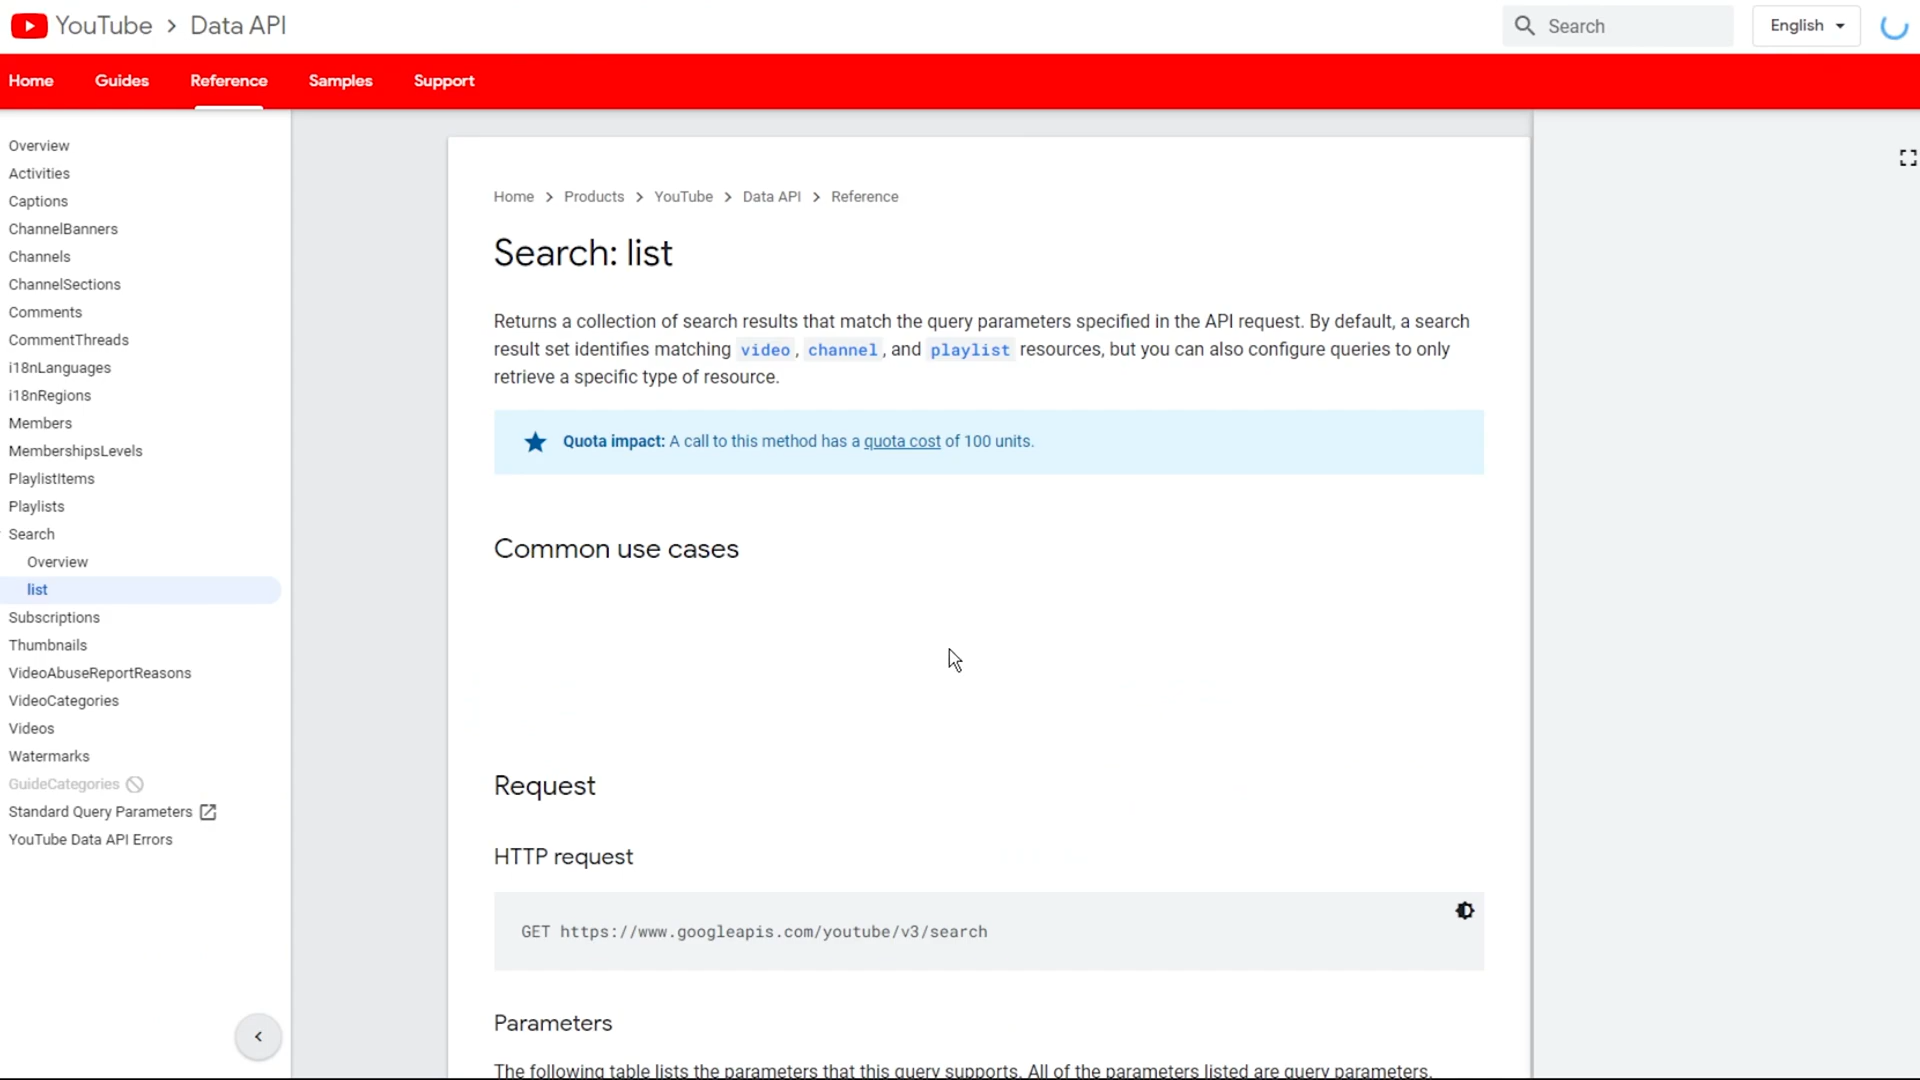 YouTube > Data API
Search
English
Home Guides Reference Samples Support
Overview
Activities
Captions
ChannelBanners
Channels
ChannelSections
Comments
CommentThreads
i18nLanguages
i18nRegions
Members
MembershipsLevels
PlaylistItems
Playlists
Search
Overview
list
Subscriptions
Thumbnails
VideoAbuseReportReasons
VideoCategories
Videos
Watermarks
GuideCategories
Standard Query Parameters
YouTube Data API Errors
Home > Products > YouTube > Data API > Reference
Search: list
Returns a collection of search results that match the query parameters specified in the API request. By default, a search
result set identifies matching video, channel, and playlist resources, but you can also configure queries to only
retrieve a specific type of resource.
Quota impact: A call to this method has a quota cost of 100 units.
Common use cases
Request
HTTP request
GET https://www.googleapis.com/youtube/v3/search
Parameters
The following table lists the parameters that this query supports. All of the parameters listed are query parameters.